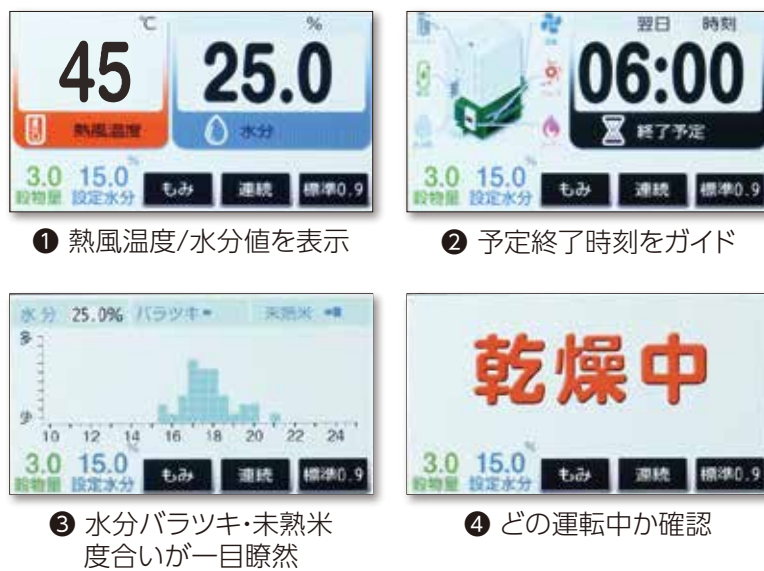 ℃
%
45
25.0
熱風温度
水分
3.0
穀物量
%
15.0
設定水分
もみ
連続
標準0.9
❶ 熱風温度/水分値を表示
翌日 時刻
06:00
終了予定
3.0
穀物量
%
15.0
設定水分
もみ
連続
標準0.9
❷ 予定終了時刻をガイド
水分 25.0% バラツキ 未熟米
多
少
10 12 14 16 18 20 22 24
3.0
穀物量
%
15.0
設定水分
もみ
連続
標準0.9
❸ 水分バラツキ・未熟米
度合いが一目瞭然
乾燥中
3.0
穀物量
%
15.0
設定水分
もみ
連続
標準0.9
❹ どの運転中か確認